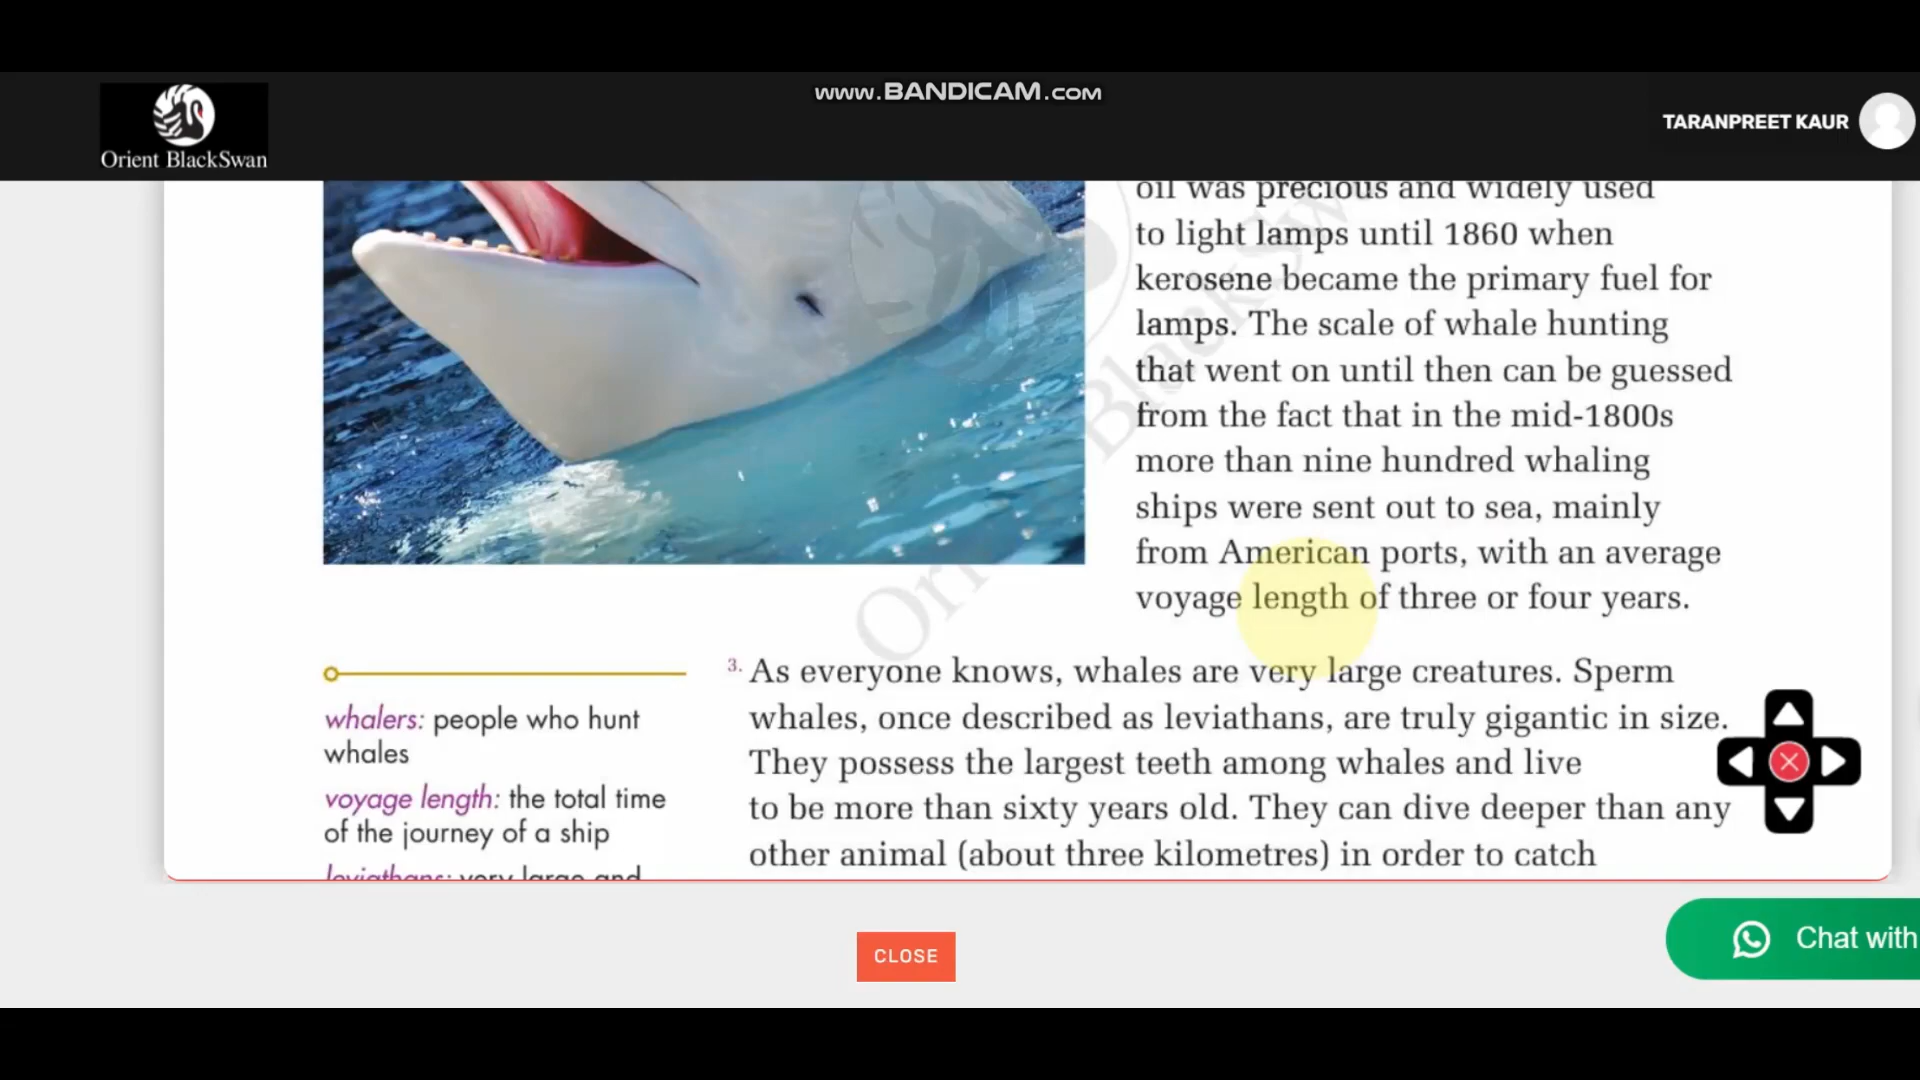 www.BANDICAM.com
Orient BlackSwan
TARANPREET KAUR
oil was precious and widely used
to light lamps until 1860 when
kerosene became the primary fuel for
lamps. The scale of whale hunting
that went on until then can be guessed
from the fact that in the mid-1800s
more than nine hundred whaling
ships were sent out to sea, mainly
from American ports, with an average
voyage length of three or four years.
3. As everyone knows, whales are very large creatures. Sperm
whales, once described as leviathans, are truly gigantic in size.
They possess the largest teeth among whales and live
to be more than sixty years old. They can dive deeper than any
other animal (about three kilometres) in order to catch
whalers: people who hunt
whales
voyage length: the total time
of the journey of a ship
leviathans: very large and
CLOSE
Chat with